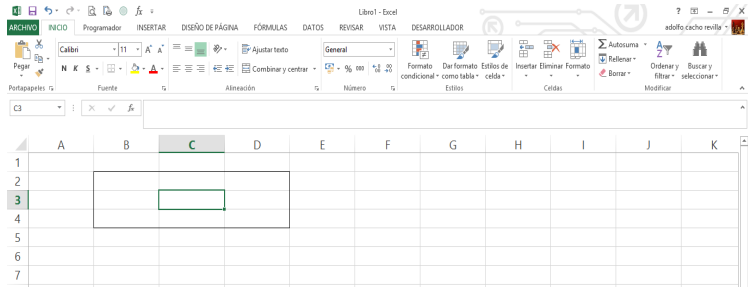 Libro1 - Excel
ARCHIVO INICIO Programador INSERTAR DISEÑO DE PÁGINA FÓRMULAS DATOS REVISAR VISTA DESARROLLADOR adolfo cacho revilla
Pegar
Calibri 11 A A
N K S A
Ajustar texto
Combinar y centrar
General
% 000
Formato condicional
Dar formato como tabla
Estilos de celda
Insertar Eliminar Formato
Autosuma
Rellenar
Borrar
Ordenar y filtrar
Buscar y seleccionar
Portapapeles Fuente Alineación Número Estilos Celdas Modificar
C3 fx
A B C D E F G H I J K
1
2
3
4
5
6
7